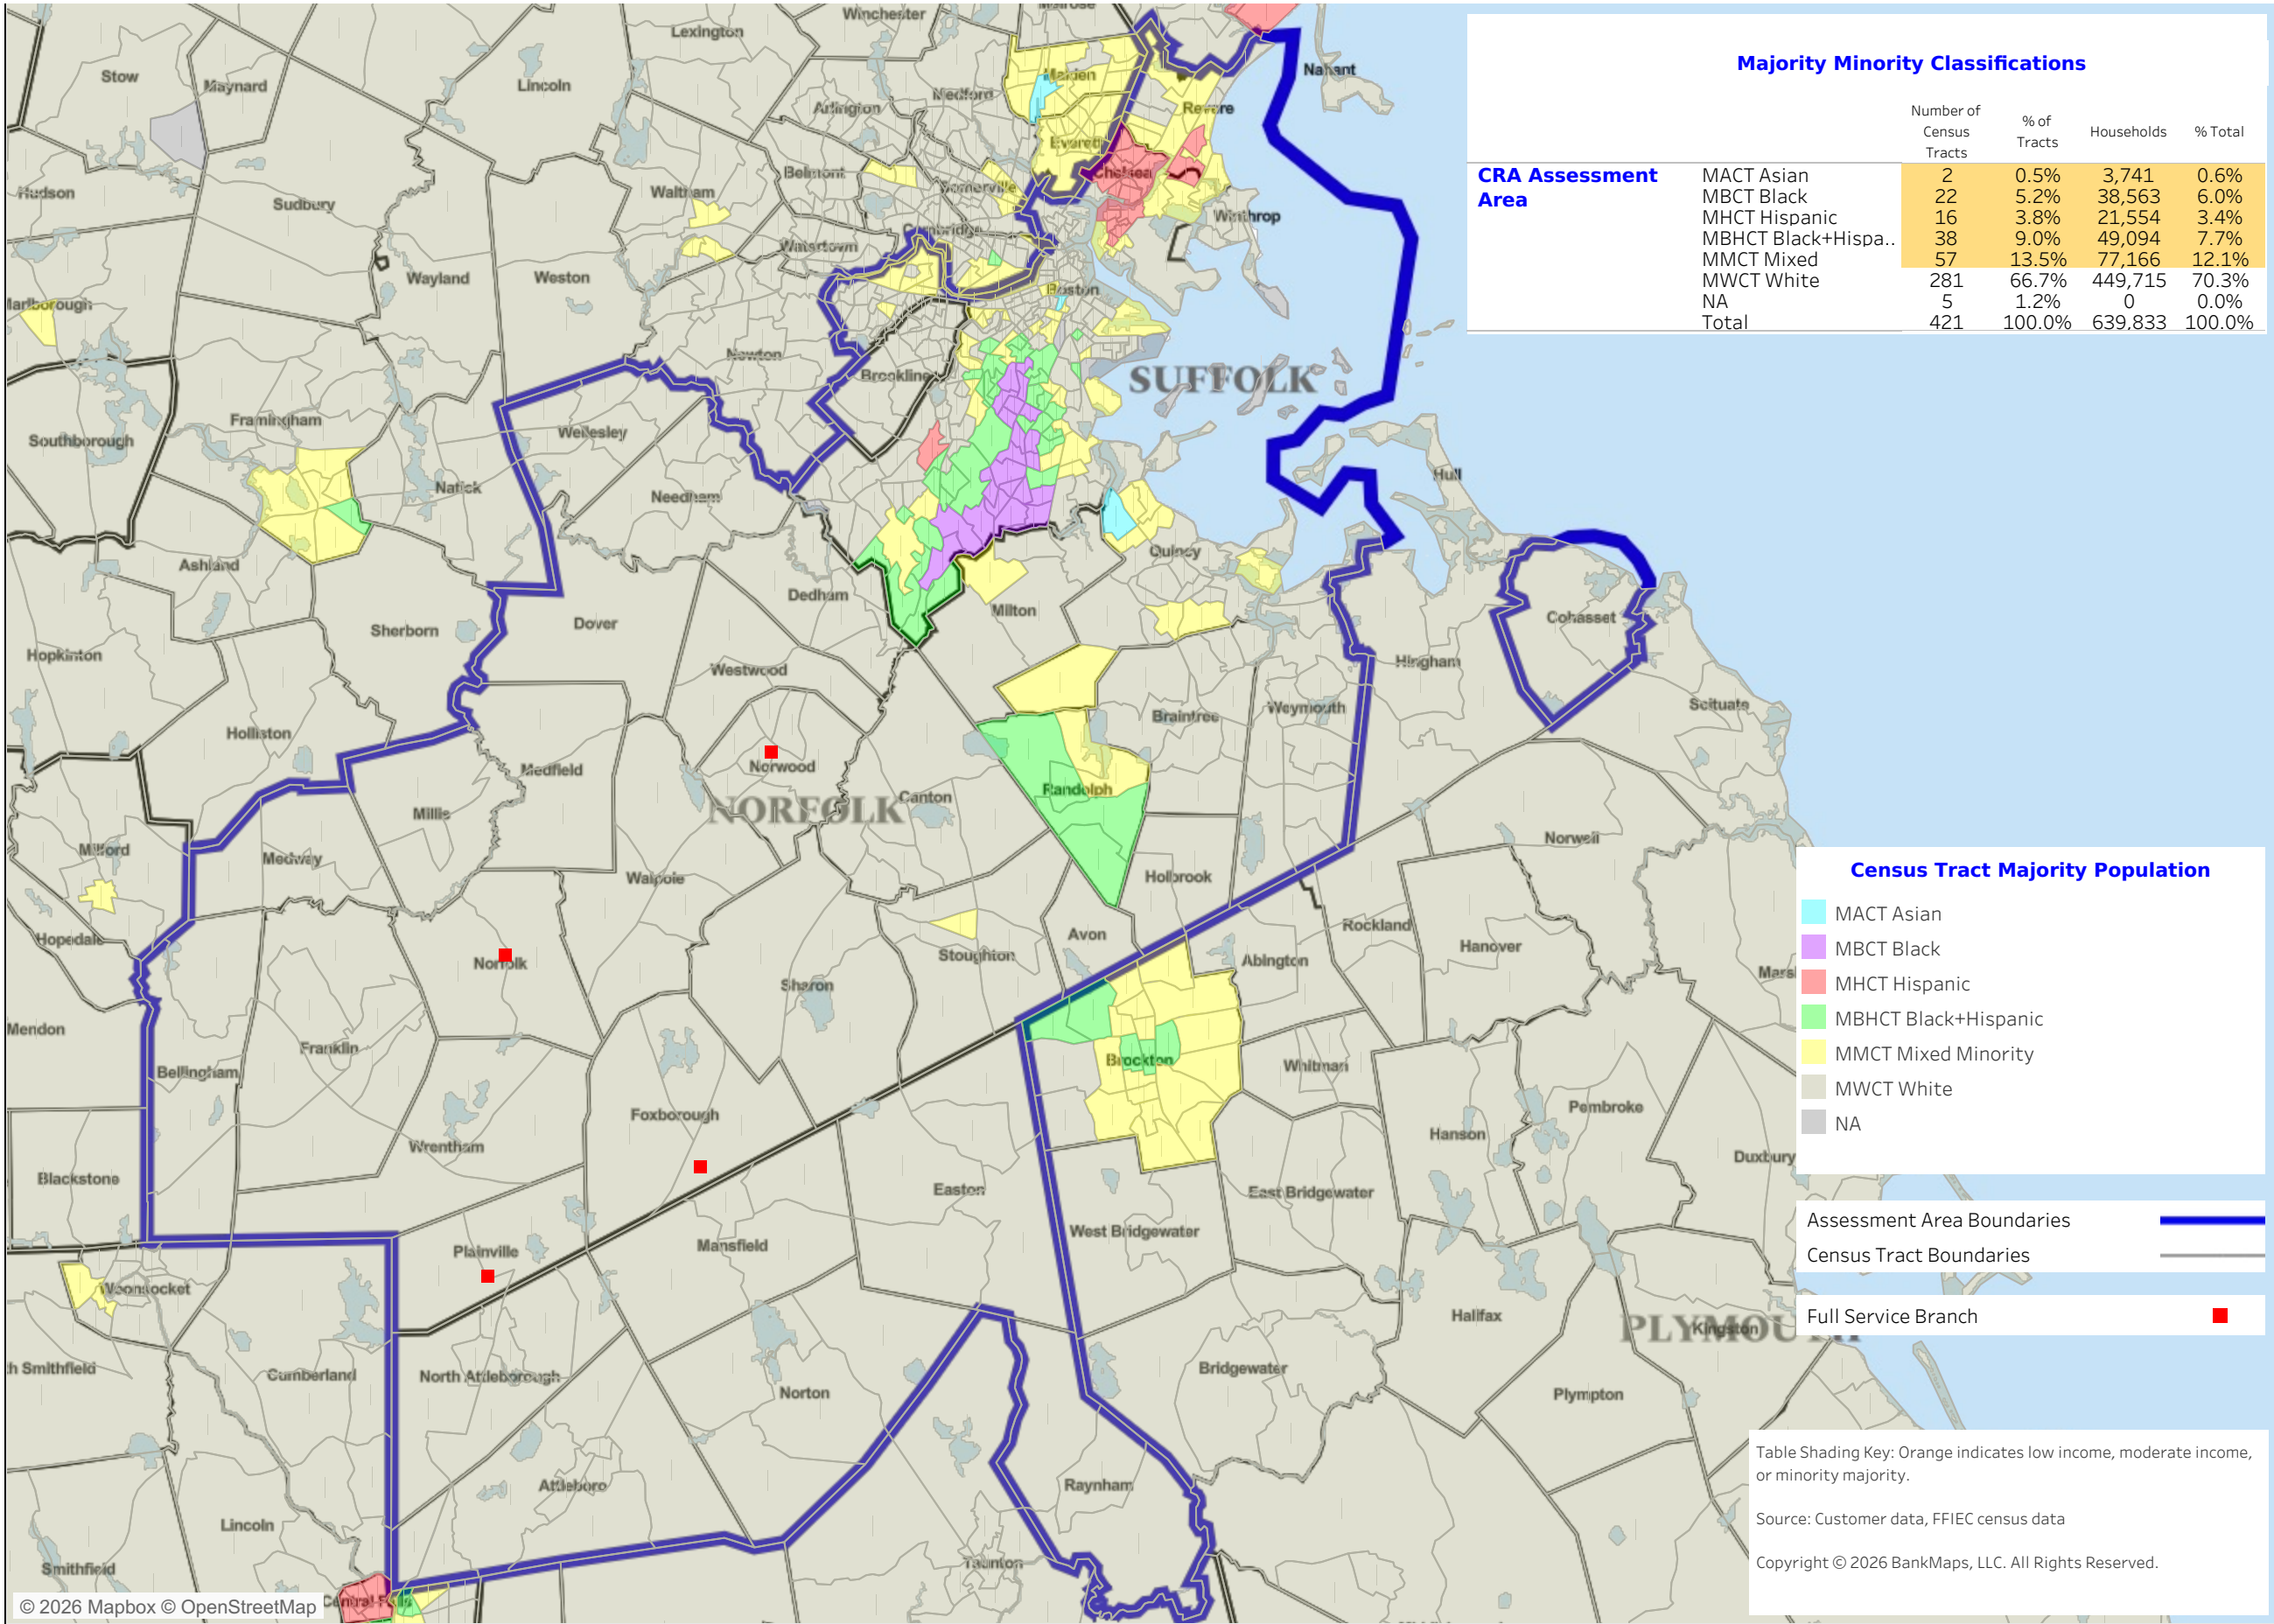 Majority Minority Classifications
Number of Census Tracts
% of Tracts
Households
% Total
CRA Assessment Area
MACT Asian 2 0.5% 3,741 0.6%
MBCT Black 22 5.2% 38,563 6.0%
MHCT Hispanic 16 3.8% 21,554 3.4%
MBHCT Black+Hispa.. 38 9.0% 49,094 7.7%
MMCT Mixed 57 13.5% 77,166 12.1%
MWCT White 281 66.7% 449,715 70.3%
NA 5 1.2% 0 0.0%
Total 421 100.0% 639,833 100.0%
Winchester
Lexington
Stow
Maynard
Lincoln
Nahant
Malden
Medford
Arlington
Revere
Everett
Belmont
Chelsea
Somerville
Hudson
Waltham
Sudbury
Winthrop
Cambridge
Watertown
Wayland
Weston
Boston
Marlborough
Newton
Brookline
SUFFOLK
Framingham
Wellesley
Southborough
Hull
Natick
Needham
Quincy
Ashland
Dedham
Milton
Cohasset
Dover
Sherborn
Hopkinton
Westwood
Hingham
Scituate
Weymouth
Braintree
Holliston
Norwood
Medfield
Randolph
Canton
NORFOLK
Millis
Norwell
Milford
Medway
Walpole
Holbrook
Rockland
Avon
Hopedale
Hanover
Stoughton
Abington
Norfolk
Sharon
Mendon
Franklin
Brockton
Whitman
Bellingham
Pembroke
Foxborough
Hanson
Wrentham
Duxbury
Blackstone
Easton
East Bridgewater
West Bridgewater
Mansfield
Plainville
Woonsocket
Halifax
Kingston
Cumberland
North Attleborough
Bridgewater
Norton
Plympton
Attleboro
Raynham
Lincoln
Taunton
Smithfield
Central Falls
Census Tract Majority Population
MACT Asian
MBCT Black
MHCT Hispanic
MBHCT Black+Hispanic
MMCT Mixed Minority
MWCT White
NA
Assessment Area Boundaries
Census Tract Boundaries
Full Service Branch
Table Shading Key: Orange indicates low income, moderate income,
or minority majority.
Source: Customer data, FFIEC census data
Copyright © 2026 BankMaps, LLC. All Rights Reserved.
© 2026 Mapbox © OpenStreetMap